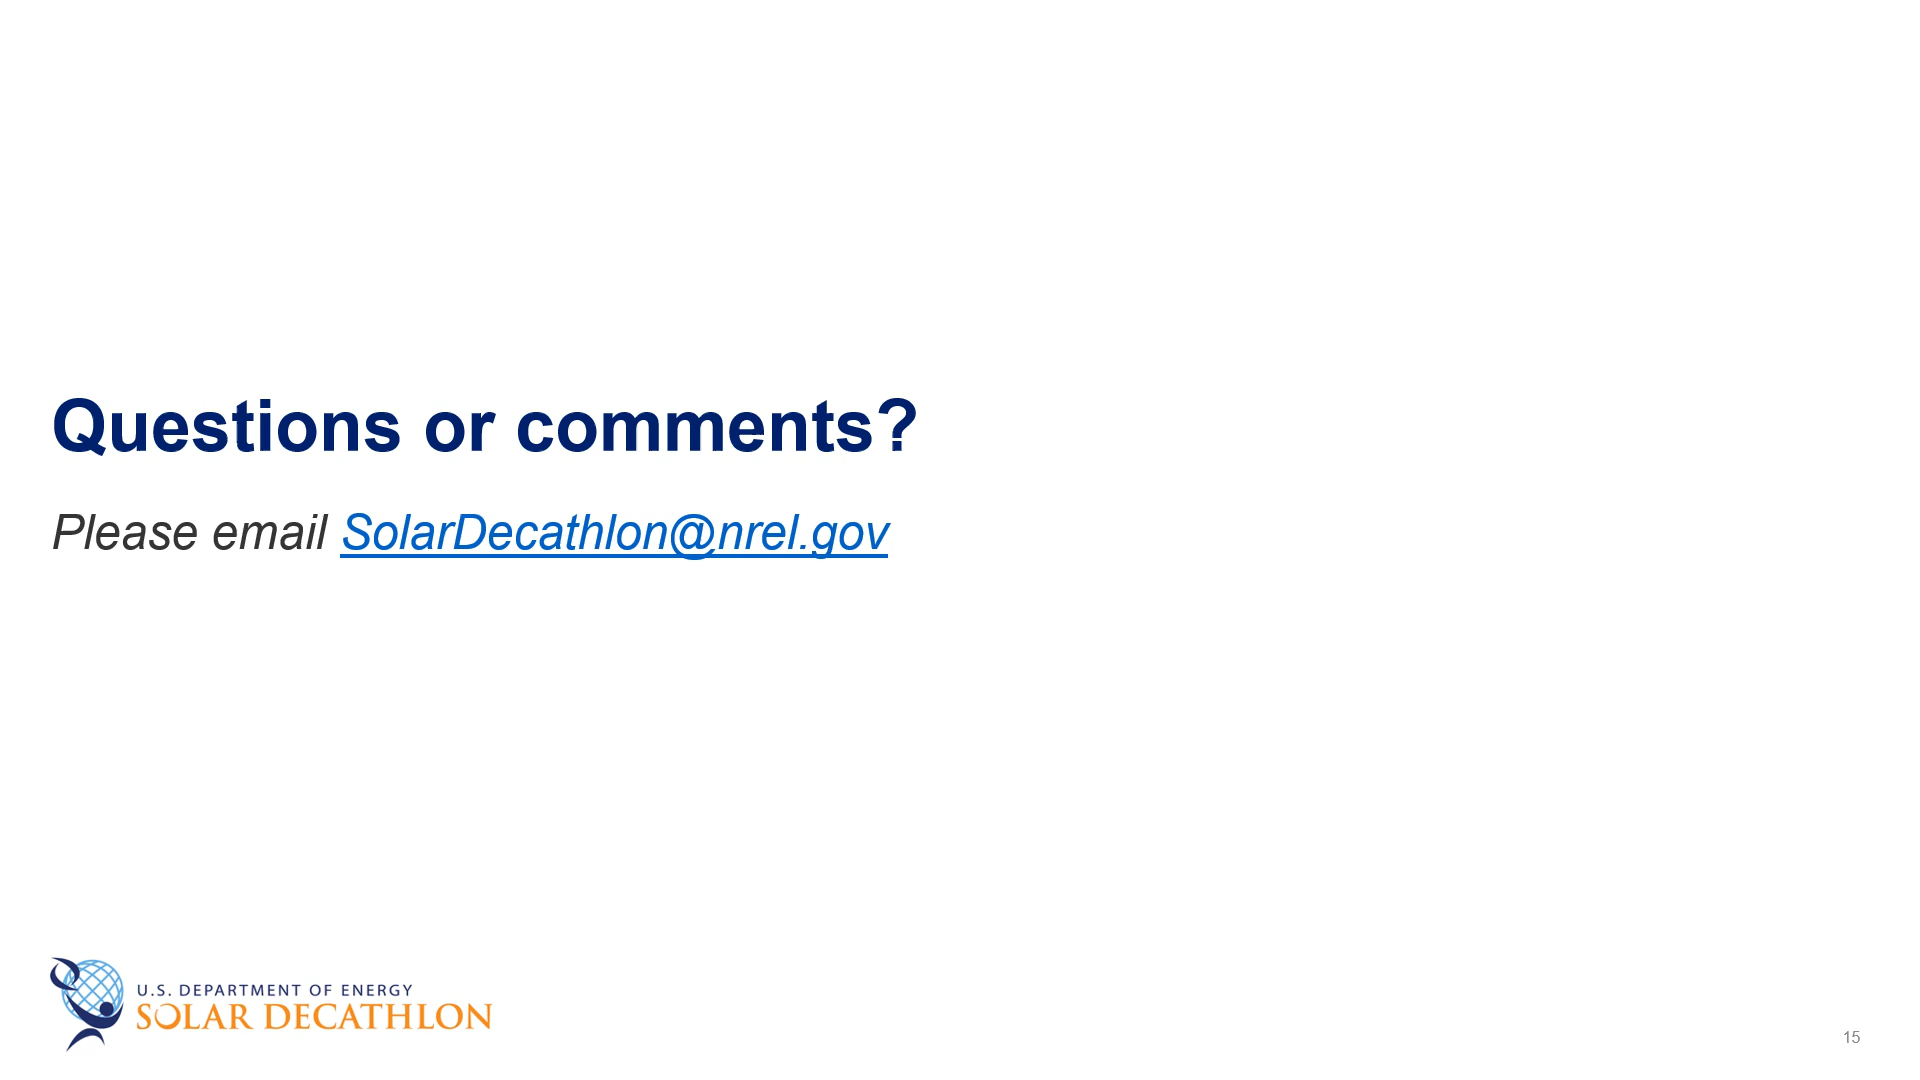 Questions or comments?
Please email SolarDecathlon@nrel.gov
U.S. DEPARTMENT OF ENERGY
SOLAR DECATHLON
15